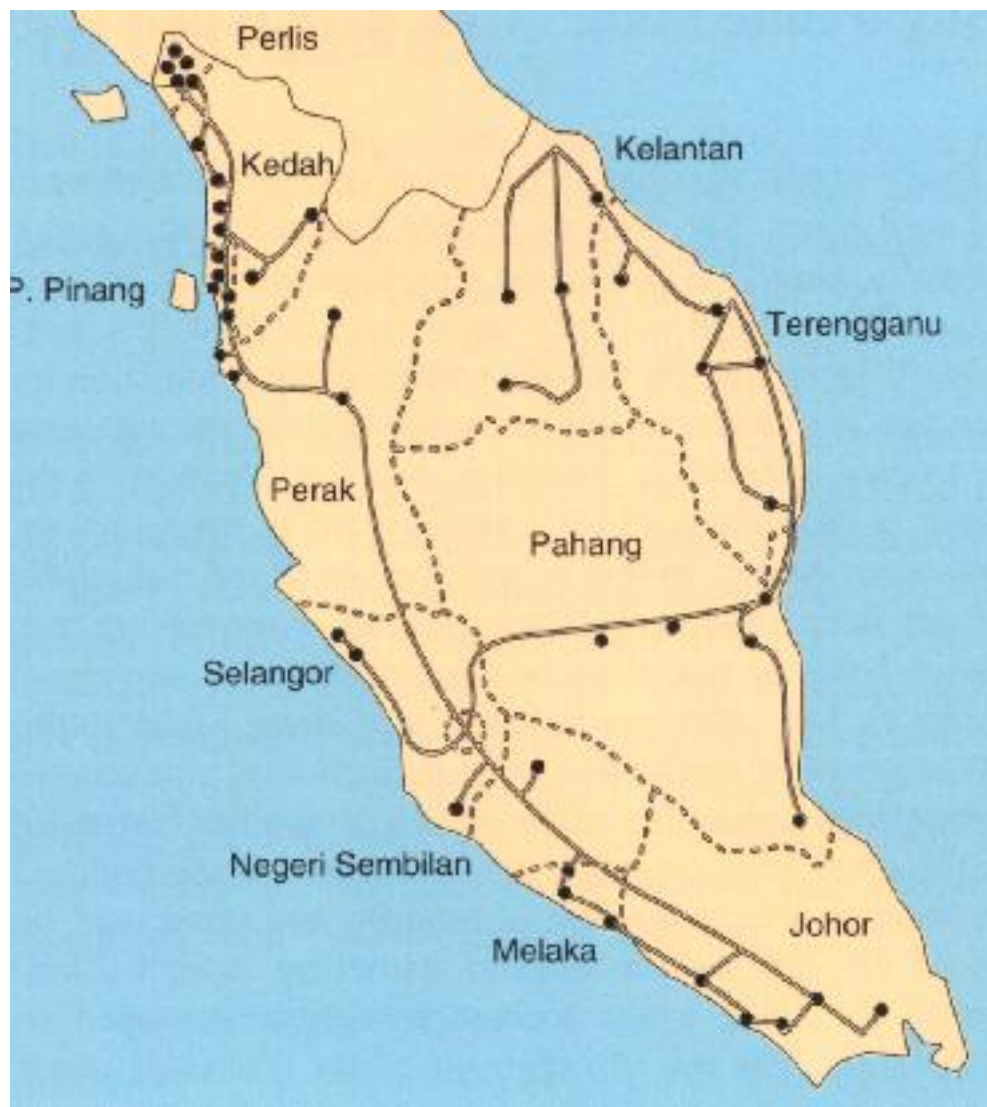 Perlis
Kelantan
Kedah
P. Pinang
Terengganu
Perak
Pahang
Selangor
Negeri Sembilan
Johor
Melaka